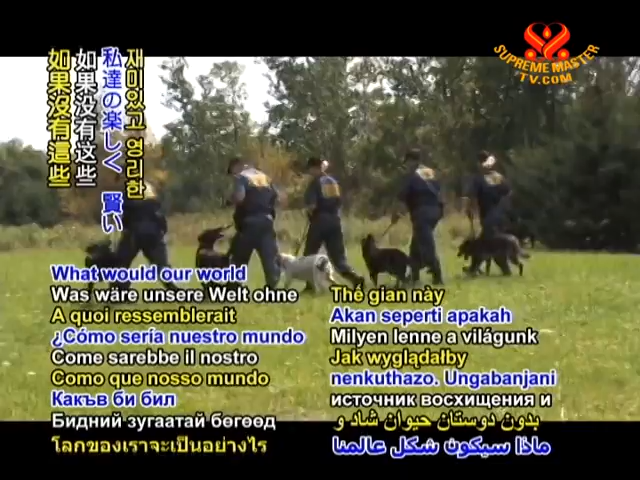 SUPREME MASTER
TV.COM
如果沒有這些
如果没有这些
私達の楽しく 賢い
재미있고 영리한
What would our world
Was wäre unsere Welt ohne
A quoi ressemblerait
¿Cómo sería nuestro mundo
Come sarebbe il nostro
Como que nosso mundo
Какъв би бил
Бидний зугаатай бөгөөд
โลกของเราจะเป็นอย่างไร
Thế gian này
Akan seperti apakah
Milyen lenne a világunk
Jak wyglądałby
nenkuthazo. Ungabanjani
источник восхищения и
بدون دوستان حیوان شاد و
ماذا سيكون شكل عالمنا